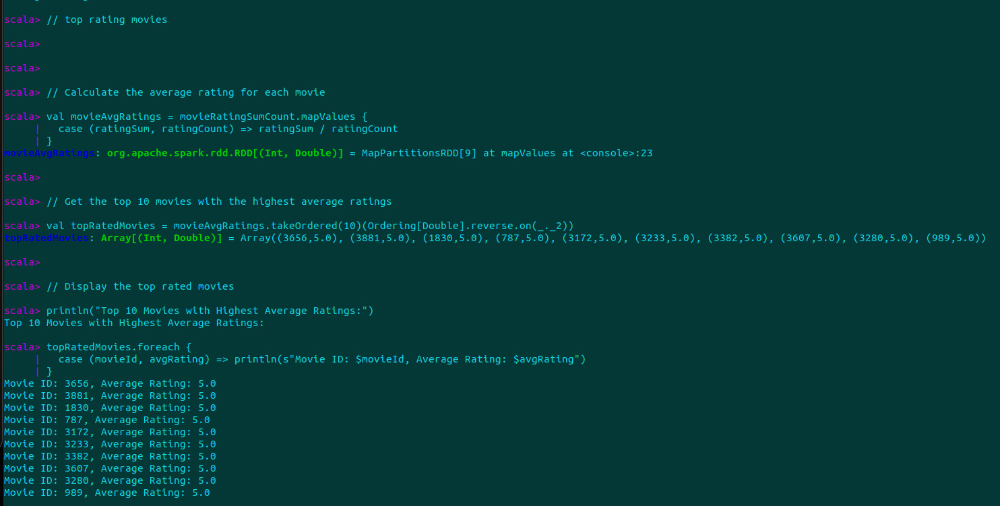 scala> // top rating movies
scala>
scala>
scala> // Calculate the average rating for each movie
scala> val movieAvgRatings = movieRatingSumCount.mapValues {
     |   case (ratingSum, ratingCount) => ratingSum / ratingCount
     | }
movieAvgRatings: org.apache.spark.rdd.RDD[(Int, Double)] = MapPartitionsRDD[9] at mapValues at <console>:23
scala>
scala> // Get the top 10 movies with the highest average ratings
scala> val topRatedMovies = movieAvgRatings.takeOrdered(10)(Ordering[Double].reverse.on(_._2))
topRatedMovies: Array[(Int, Double)] = Array((3656,5.0), (3881,5.0), (1830,5.0), (787,5.0), (3172,5.0), (3233,5.0), (3382,5.0), (3607,5.0), (3280,5.0), (989,5.0))
scala>
scala> // Display the top rated movies
scala> println("Top 10 Movies with Highest Average Ratings:")
Top 10 Movies with Highest Average Ratings:
scala> topRatedMovies.foreach {
     |   case (movieId, avgRating) => println(s"Movie ID: $movieId, Average Rating: $avgRating")
     | }
Movie ID: 3656, Average Rating: 5.0
Movie ID: 3881, Average Rating: 5.0
Movie ID: 1830, Average Rating: 5.0
Movie ID: 787, Average Rating: 5.0
Movie ID: 3172, Average Rating: 5.0
Movie ID: 3233, Average Rating: 5.0
Movie ID: 3382, Average Rating: 5.0
Movie ID: 3607, Average Rating: 5.0
Movie ID: 3280, Average Rating: 5.0
Movie ID: 989, Average Rating: 5.0